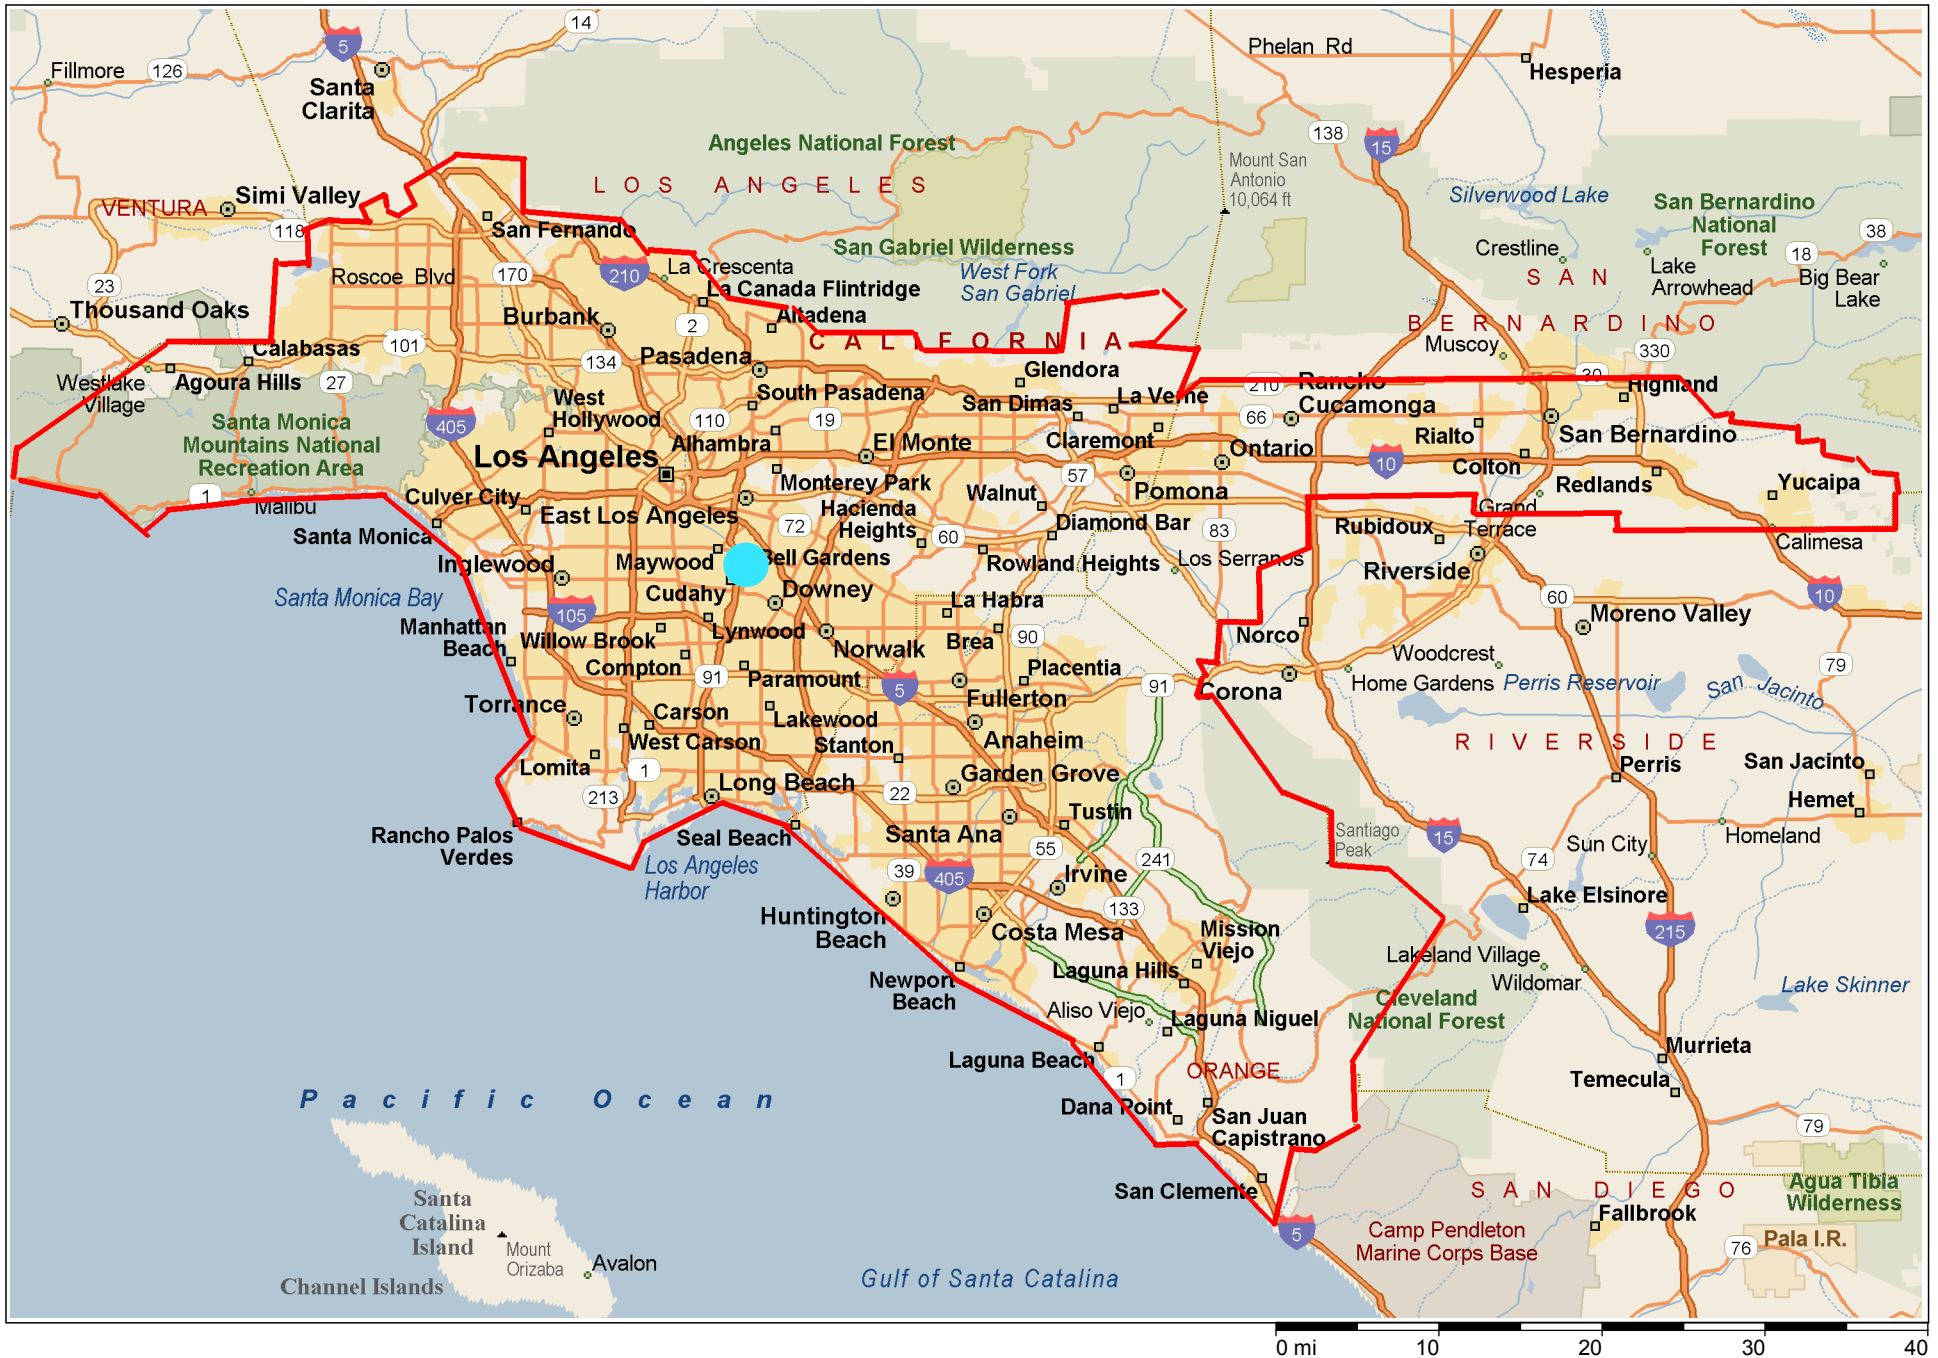 14
5
Phelan Rd
Fillmore
126
Hesperia
Santa
Clarita
138
15
Angeles National Forest
Mount San
Antonio
10,064 ft
LOS ANGELES
Silverwood Lake
San Bernardino
National
Forest
Simi Valley
VENTURA
118
San Fernando
38
San Gabriel Wilderness
Crestline
18
Lake
Arrowhead
Big Bear
Lake
SAN
Roscoe Blvd
170
210
La Crescenta
West Fork
San Gabriel
23
La Canada Flintridge
Thousand Oaks
Burbank
2
Altadena
BERNARDINO
CALIFORNIA
101
Muscoy
330
Calabasas
134
Pasadena
Glendora
30
Westlake
Village
Agoura Hills
27
210
Rancho
Cucamonga
Highland
West
Hollywood
South Pasadena
San Dimas
La Verne
66
Santa Monica
Mountains National
Recreation Area
405
110
19
Alhambra
El Monte
Claremont
Ontario
Rialto
San Bernardino
Los Angeles
10
Colton
57
Monterey Park
Walnut
Pomona
Redlands
Yucaipa
1
Malibu
Culver City
East Los Angeles
Hacienda
Heights
72
Diamond Bar
83
Grand
Terrace
Rubidoux
Santa Monica
60
Calimesa
Inglewood
Maywood
Bell Gardens
Rowland Heights
Los Serranos
Riverside
Santa Monica Bay
105
Cudahy
Downey
La Habra
60
10
Moreno Valley
Manhattan
Beach
Willow Brook
Lynwood
Norwalk
Brea
90
Norco
Compton
91
Paramount
5
Placentia
Woodcrest
79
Home Gardens
Perris Reservoir
San Jacinto
Fullerton
91
Corona
Torrance
Carson
Lakewood
West Carson
Stanton
Anaheim
RIVERSIDE
Lomita
1
Perris
San Jacinto
213
Long Beach
22
Garden Grove
Hemet
Tustin
Rancho Palos
Verdes
Seal Beach
Santa Ana
Santiago
Peak
15
Homeland
Sun City
Los Angeles
Harbor
39
405
55
Irvine
241
74
Lake Elsinore
133
Huntington
Beach
Costa Mesa
Mission
Viejo
215
Lakeland Village
Wildomar
Newport
Beach
Laguna Hills
Lake Skinner
Aliso Viejo
Laguna Niguel
Cleveland
National Forest
Laguna Beach
Murrieta
ORANGE
1
Temecula
Pacific Ocean
Dana Point
San Juan
Capistrano
79
San Clemente
SAN DIEGO
Agua Tibia
Wilderness
Fallbrook
Santa
Catalina
Island
Mount
Orizaba
Avalon
5
Camp Pendleton
Marine Corps Base
76
Pala I.R.
Channel Islands
Gulf of Santa Catalina
0 mi 10 20 30 40